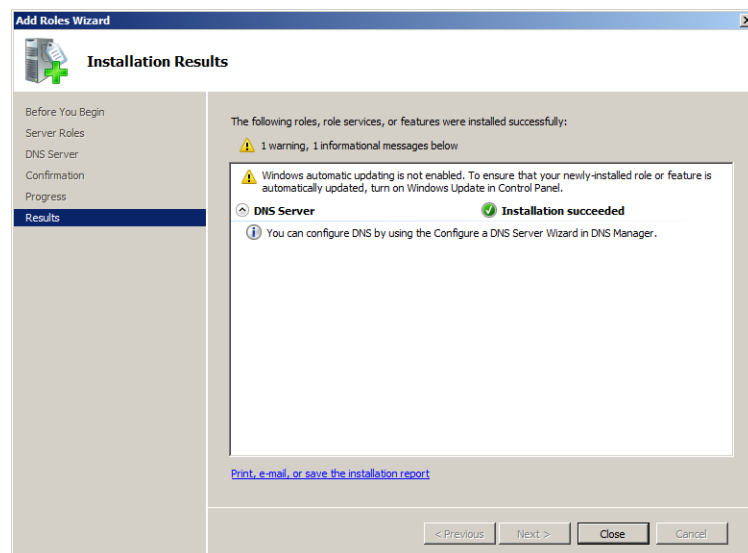 Add Roles Wizard
Installation Results
Before You Begin
Server Roles
DNS Server
Confirmation
Progress
Results
The following roles, role services, or features were installed successfully:
1 warning, 1 informational messages below
Windows automatic updating is not enabled. To ensure that your newly-installed role or feature is
automatically updated, turn on Windows Update in Control Panel.
DNS Server Installation succeeded
You can configure DNS by using the Configure a DNS Server Wizard in DNS Manager.
Print, e-mail, or save the installation report
< Previous Next > Close Cancel